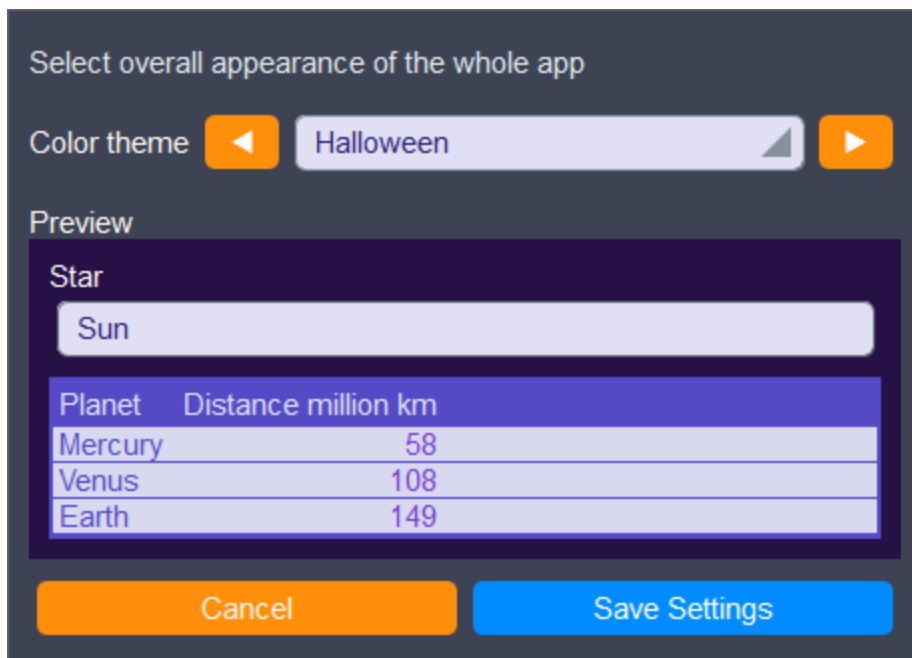 Select overall appearance of the whole app
Color theme Halloween
Preview
Star
Sun
Planet Distance million km
Mercury 58
Venus 108
Earth 149
Cancel Save Settings